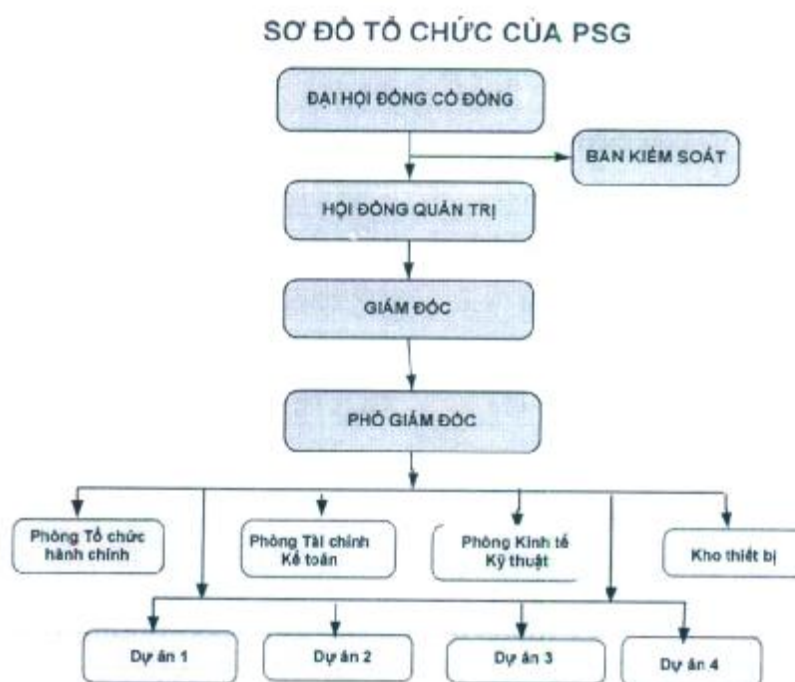 SƠ ĐỒ TỔ CHỨC CỦA PSG
ĐẠI HỘI ĐỒNG CỔ ĐÔNG
BAN KIỂM SOÁT
HỘI ĐỒNG QUẢN TRỊ
GIÁM ĐỐC
PHÓ GIÁM ĐỐC
Phòng Tổ chức
hành chính
Phòng Tài chính
Kế toán
Phòng Kinh tế
Kỹ thuật
Kho thiết bị
Dự án 1
Dự án 2
Dự án 3
Dự án 4